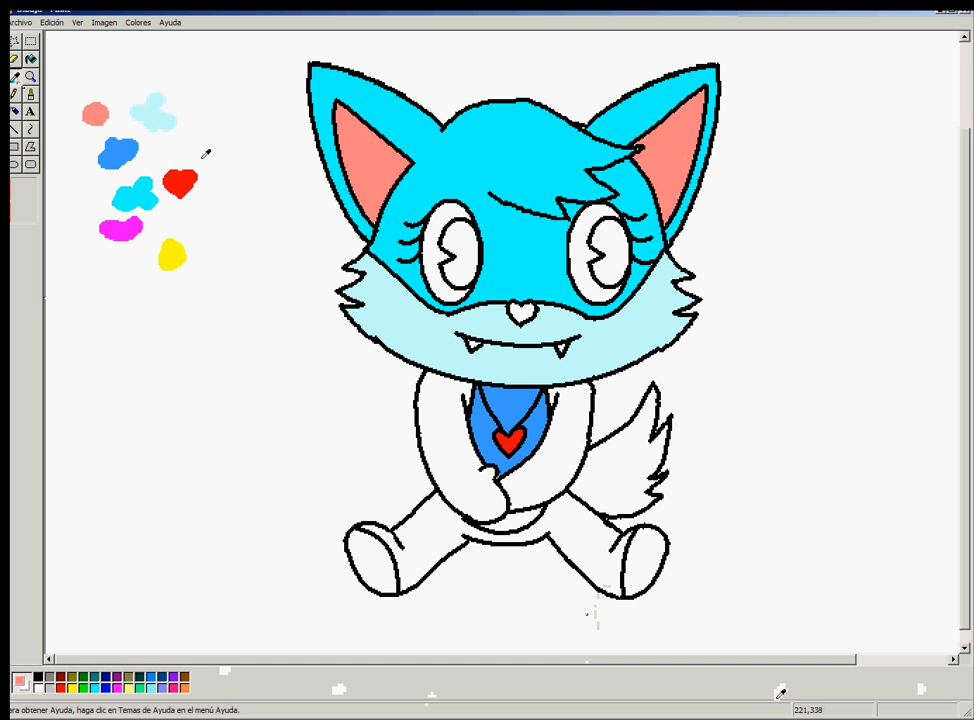 Archivo Edición Ver Imagen Colores Ayuda
A
ara obtener Ayuda, haga clic en Temas de Ayuda en el menú Ayuda.
221,338